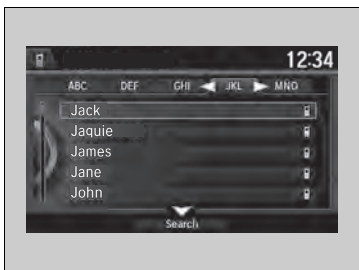 12:34
ABC DEF GHI JKL MNO
Jack
Jaquie
James
Jane
John
Search